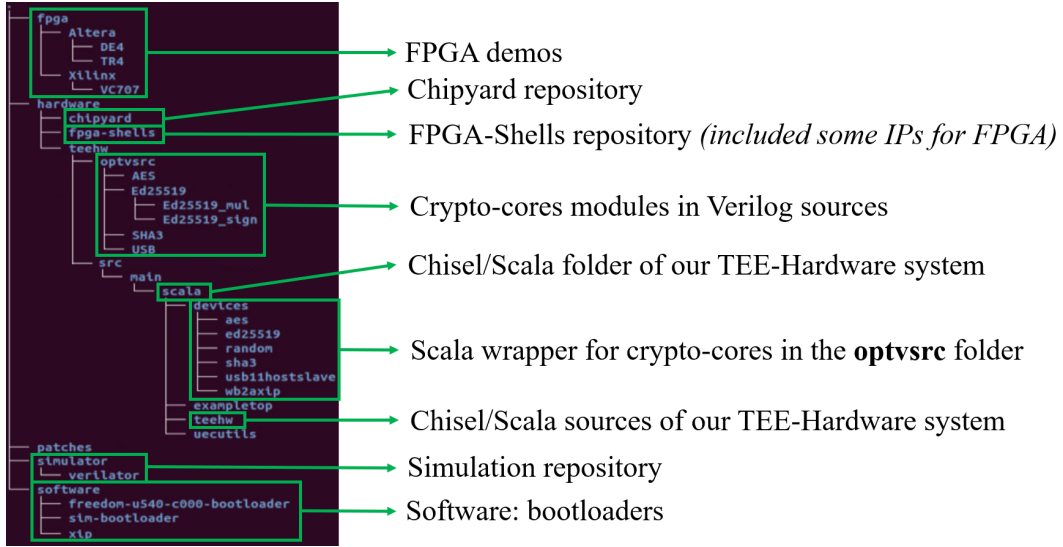 .
fpga
Altera
DE4
TR4
Xilinx
VC707
hardware
chipyard
fpga-shells
teehw
optvsrc
AES
Ed25519
Ed25519_mul
Ed25519_sign
SHA3
USB
src
main
scala
devices
aes
ed25519
random
sha3
usb11hostslave
wb2axip
exampletop
teehw
uecutils
patches
simulator
verilator
software
freedom-u540-c000-bootloader
sim-bootloader
xip
FPGA demos
Chipyard repository
FPGA-Shells repository (included some IPs for FPGA)
Crypto-cores modules in Verilog sources
Chisel/Scala folder of our TEE-Hardware system
Scala wrapper for crypto-cores in the optvsrc folder
Chisel/Scala sources of our TEE-Hardware system
Simulation repository
Software: bootloaders